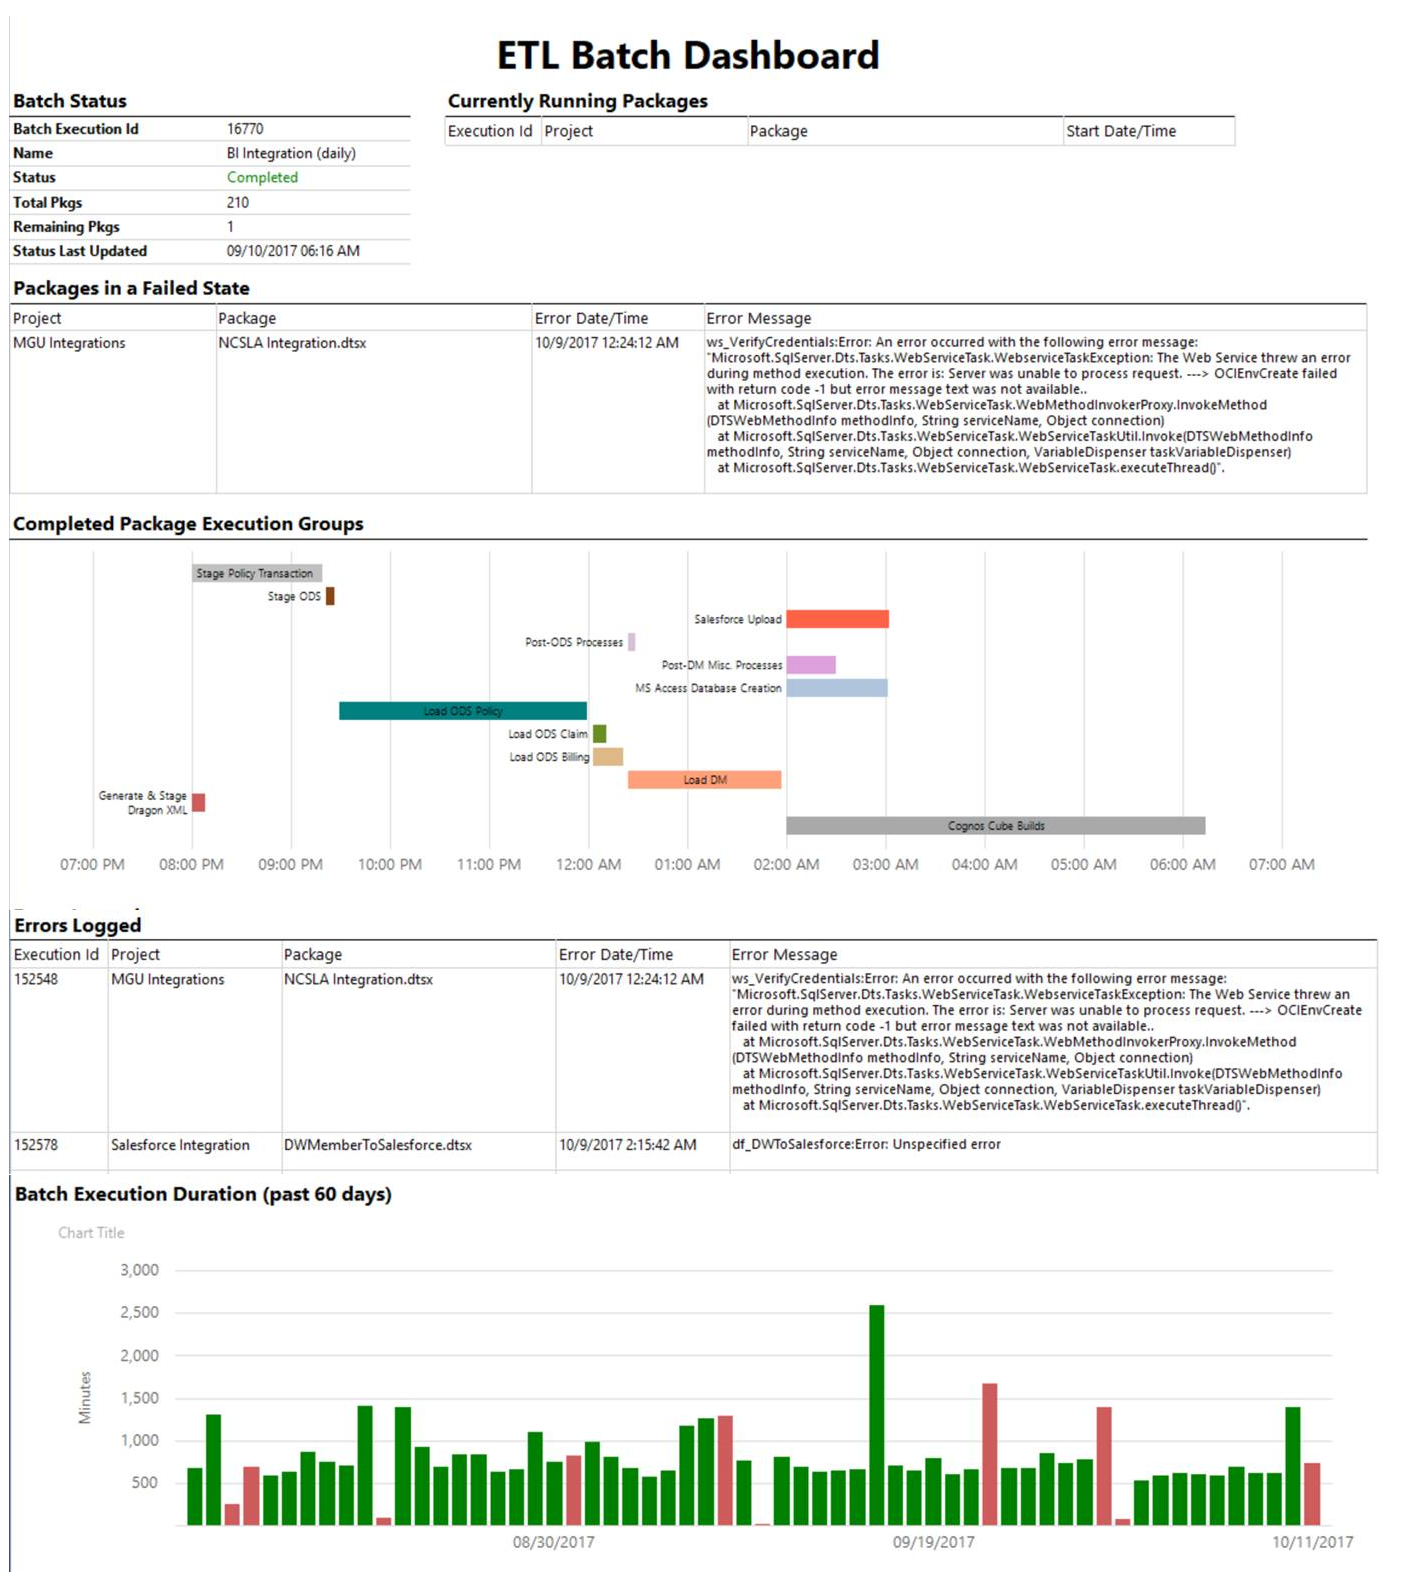 ETL Batch Dashboard
Batch Status
Batch Execution Id 16770
Name BI Integration (daily)
Status Completed
Total Pkgs 210
Remaining Pkgs 1
Status Last Updated 09/10/2017 06:16 AM
Currently Running Packages
Execution Id Project Package Start Date/Time
Packages in a Failed State
Project Package Error Date/Time Error Message
MGU Integrations NCSLA Integration.dtsx 10/9/2017 12:24:12 AM ws_VerifyCredentials:Error: An error occurred with the following error message:
"Microsoft.SqlServer.Dts.Tasks.WebServiceTask.WebserviceTaskException: The Web Service threw an error
during method execution. The error is: Server was unable to process request. ---> OCIEnvCreate failed
with return code -1 but error message text was not available..
at Microsoft.SqlServer.Dts.Tasks.WebServiceTask.WebMethodInvokerProxy.InvokeMethod
(DTSWebMethodInfo methodInfo, String serviceName, Object connection)
at Microsoft.SqlServer.Dts.Tasks.WebServiceTask.WebServiceTaskUtil.Invoke(DTSWebMethodInfo
methodInfo, String serviceName, Object connection, VariableDispenser taskVariableDispenser)
at Microsoft.SqlServer.Dts.Tasks.WebServiceTask.WebServiceTask.executeThread()".
Completed Package Execution Groups
Stage Policy Transaction
Stage ODS
Salesforce Upload
Post-ODS Processes
Post-DM Misc. Processes
MS Access Database Creation
Load ODS Policy
Load ODS Claim
Load ODS Billing
Load DM
Generate & Stage
Dragon XML
Cognos Cube Builds
07:00 PM 08:00 PM 09:00 PM 10:00 PM 11:00 PM 12:00 AM 01:00 AM 02:00 AM 03:00 AM 04:00 AM 05:00 AM 06:00 AM 07:00 AM
Errors Logged
Execution Id Project Package Error Date/Time Error Message
152548 MGU Integrations NCSLA Integration.dtsx 10/9/2017 12:24:12 AM ws_VerifyCredentials:Error: An error occurred with the following error message:
"Microsoft.SqlServer.Dts.Tasks.WebServiceTask.WebserviceTaskException: The Web Service threw an
error during method execution. The error is: Server was unable to process request. ---> OCIEnvCreate
failed with return code -1 but error message text was not available..
at Microsoft.SqlServer.Dts.Tasks.WebServiceTask.WebMethodInvokerProxy.InvokeMethod
(DTSWebMethodInfo methodInfo, String serviceName, Object connection)
at Microsoft.SqlServer.Dts.Tasks.WebServiceTask.WebServiceTaskUtil.Invoke(DTSWebMethodInfo
methodInfo, String serviceName, Object connection, VariableDispenser taskVariableDispenser)
at Microsoft.SqlServer.Dts.Tasks.WebServiceTask.WebServiceTask.executeThread()".
152578 Salesforce Integration DWMemberToSalesforce.dtsx 10/9/2017 2:15:42 AM df_DWToSalesforce:Error: Unspecified error
Batch Execution Duration (past 60 days)
Chart Title
3,000
2,500
2,000
1,500
1,000
500
Minutes
08/30/2017 09/19/2017 10/11/2017